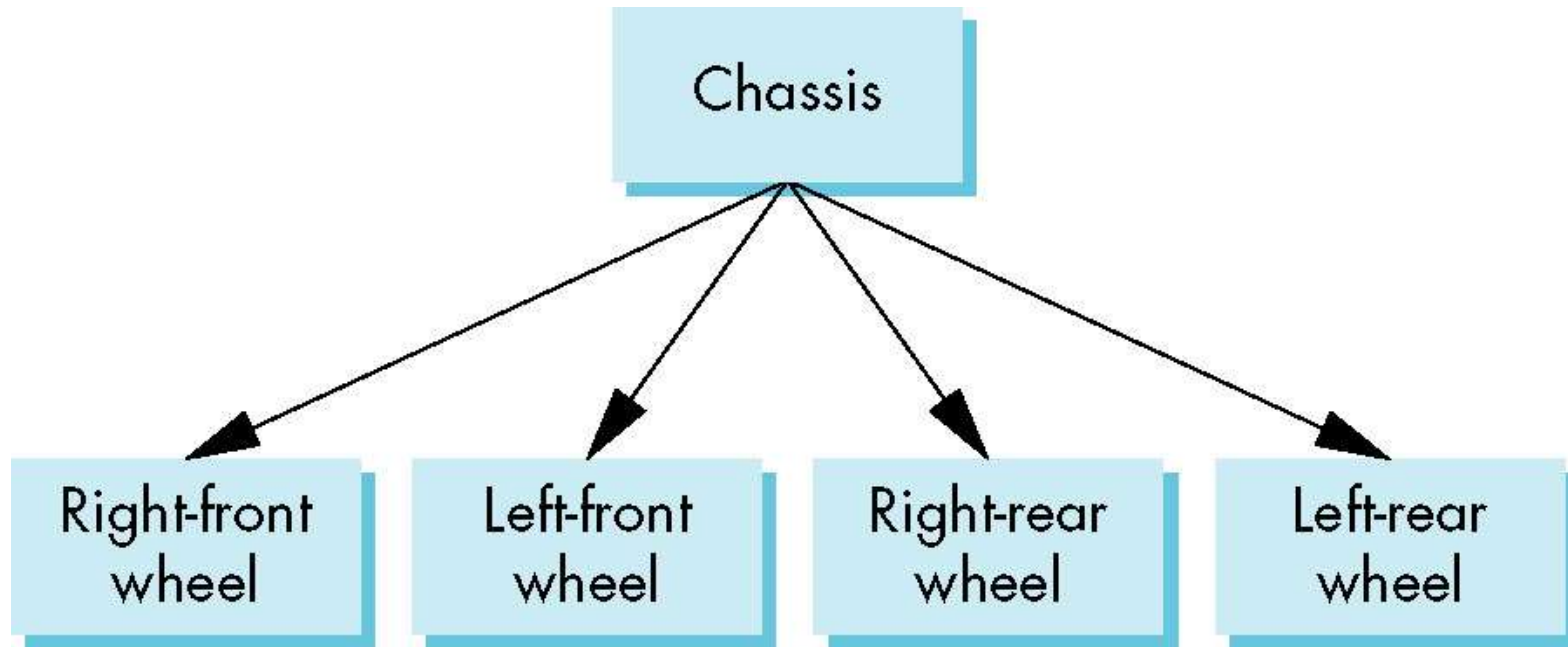 Chassis
Right-front
wheel
Left-front
wheel
Right-rear
wheel
Left-rear
wheel